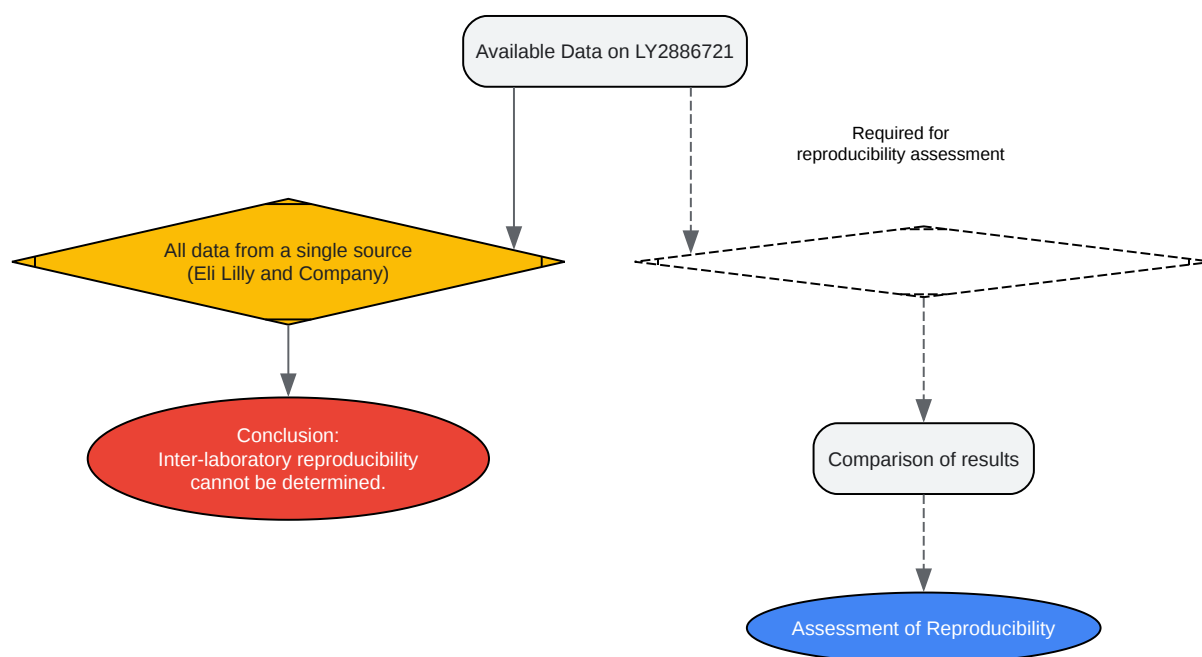 Available Data on LY2886721
Required for
reproducibility assessment
All data from a single source
(Eli Lilly and Company)
Conclusion:
Inter-laboratory reproducibility
cannot be determined.
Comparison of results
Assessment of Reproducibility